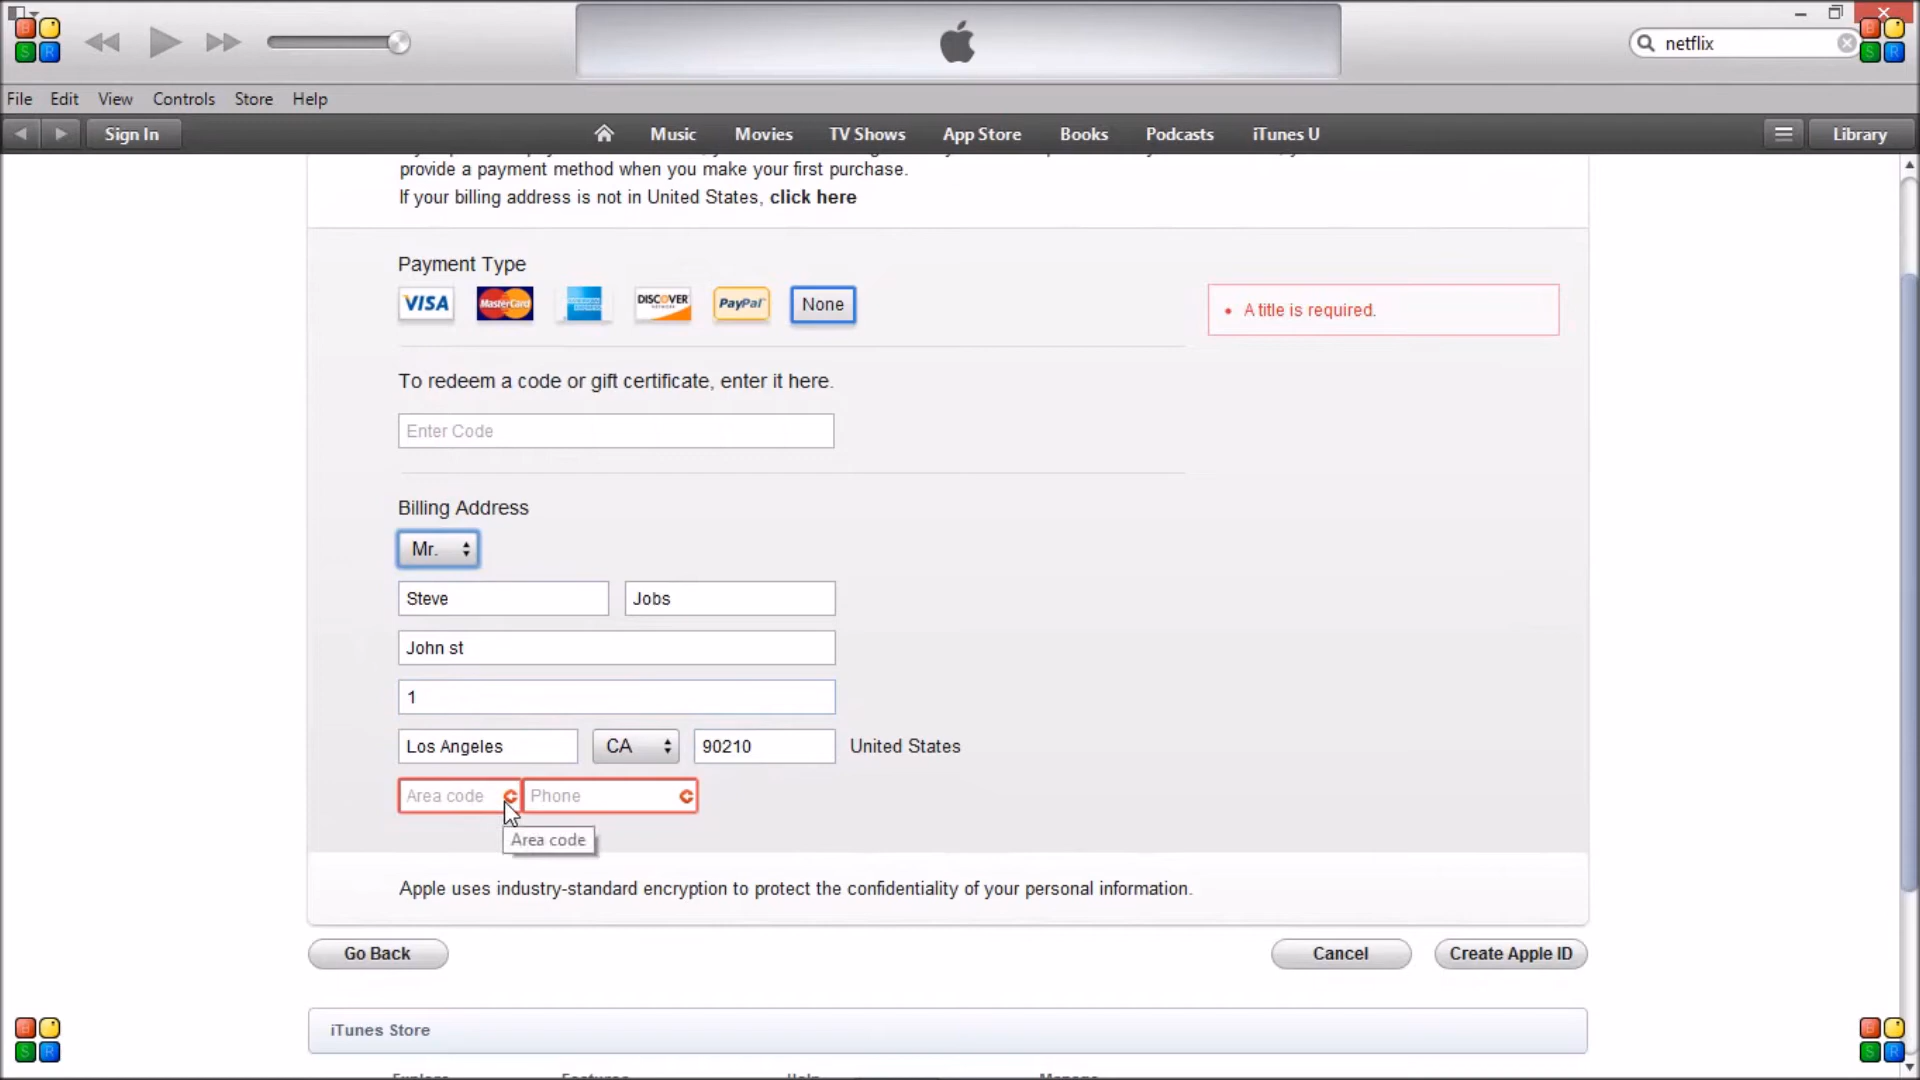 netflix
File Edit View Controls Store Help
Sign In Music Movies TV Shows App Store Books Podcasts iTunes U Library
provide a payment method when you make your first purchase.
If your billing address is not in United States, click here
Payment Type
VISA MasterCard AMERICAN EXPRESS DISCOVER PayPal None
A title is required.
To redeem a code or gift certificate, enter it here.
Enter Code
Billing Address
Mr.
Steve Jobs
John st
1
Los Angeles CA 90210 United States
Area code Phone
Area code
Apple uses industry-standard encryption to protect the confidentiality of your personal information.
Go Back Cancel Create Apple ID
iTunes Store